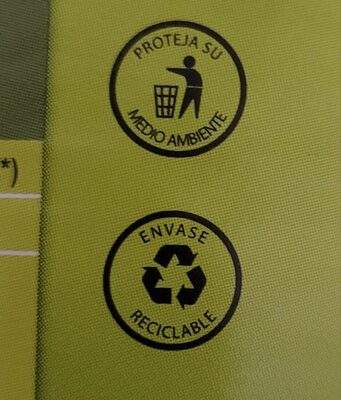 PROTEJA SU
MEDIO AMBIENTE
*)
ENVASE
RECICLABLE